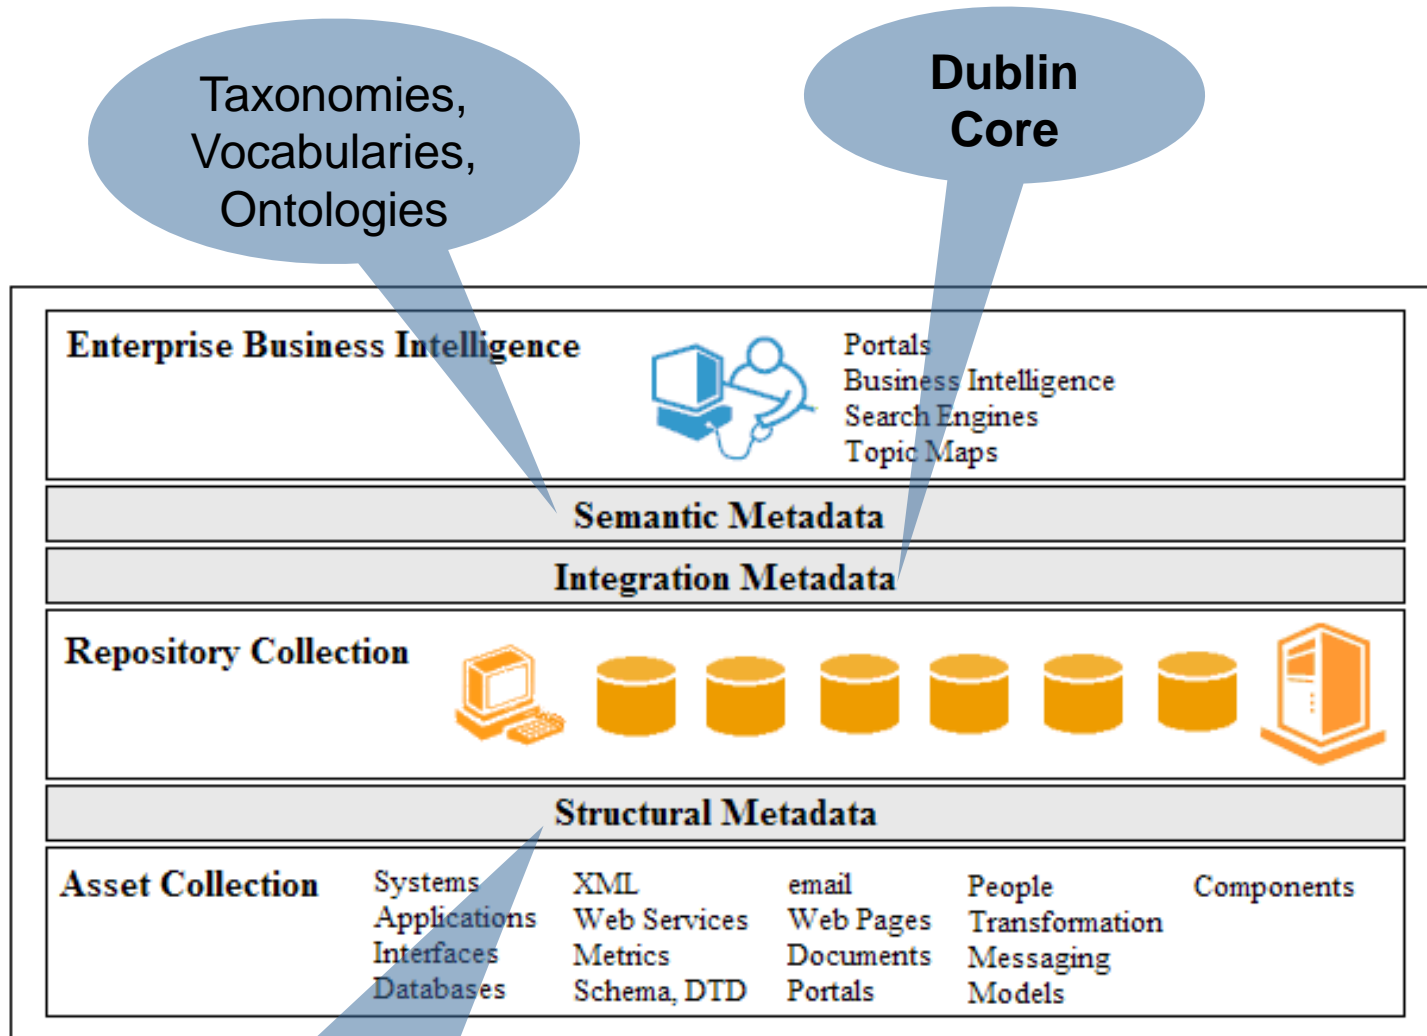 Taxonomies,
Vocabularies,
Ontologies
Dublin
Core
Enterprise Business Intelligence
Portals
Business Intelligence
Search Engines
Topic Maps
Semantic Metadata
Integration Metadata
Repository Collection
Structural Metadata
Asset Collection
Systems
Applications
Interfaces
Databases
XML
Web Services
Metrics
Schema, DTD
email
Web Pages
Documents
Portals
People
Transformation
Messaging
Models
Components